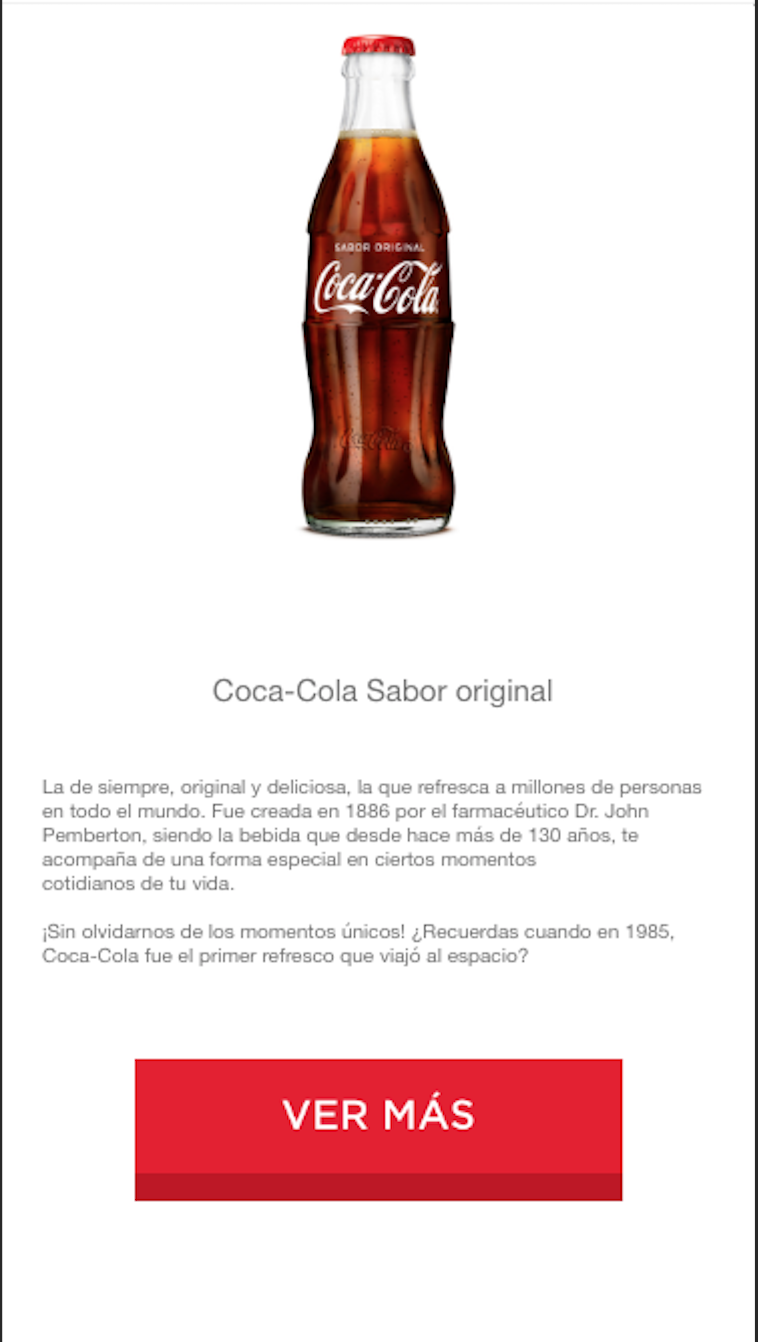 SABOR ORIGINAL
Coca-Cola
Coca-Cola
Coca-Cola Sabor original
La de siempre, original y deliciosa, la que refresca a millones de personas
en todo el mundo. Fue creada en 1886 por el farmacéutico Dr. John
Pemberton, siendo la bebida que desde hace más de 130 años, te
acompaña de una forma especial en ciertos momentos
cotidianos de tu vida.
¡Sin olvidarnos de los momentos únicos! ¿Recuerdas cuando en 1985,
Coca-Cola fue el primer refresco que viajó al espacio?
VER MÁS